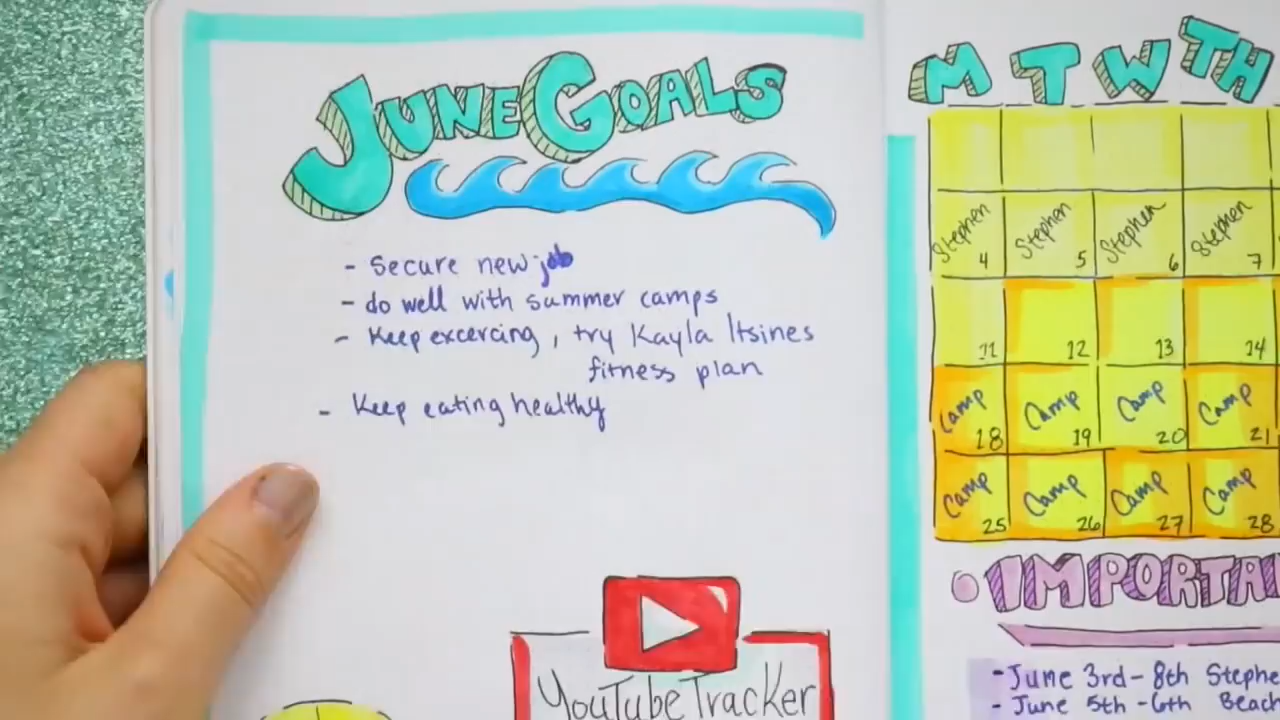 JUNE GOALS
- Secure new job
- do well with summer camps
- Keep excercing, try Kayla Itsines
fitness plan
- Keep eating healthy
YouTube Tracker
M T W TH
Stephen Stephen Stephen Stephen
4 5 6 7
11 12 13 14
Camp Camp Camp Camp
18 19 20 21
Camp Camp Camp Camp
25 26 27 28
IMPORTA
- June 3rd - 8th Stephe
- June 5th - 6th Beach